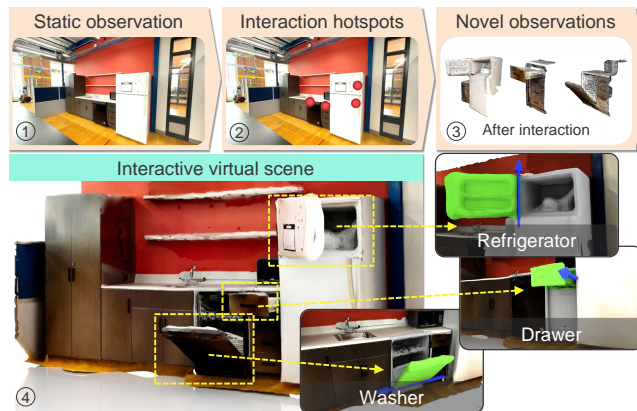 Static observation
Interaction hotspots
Novel observations
1
2
3
After interaction
Interactive virtual scene
Refrigerator
Drawer
Washer
4